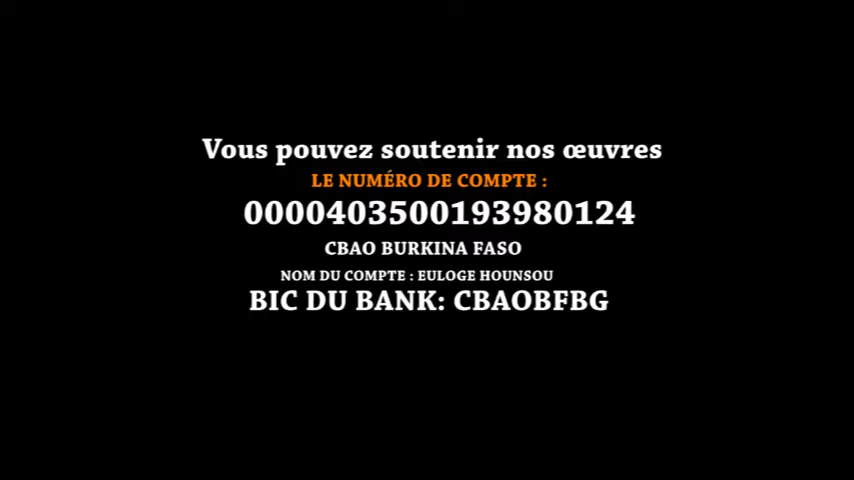 Vous pouvez soutenir nos œuvres
LE NUMÉRO DE COMPTE :
0000403500193980124
CBAO BURKINA FASO
NOM DU COMPTE : EULOGE HOUNSOU
BIC DU BANK: CBAOBFBG